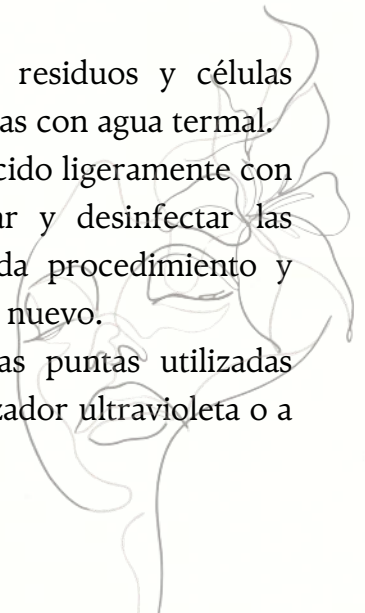 residuos y células
as con agua termal.
cido ligeramente con
ar y desinfectar las
da procedimiento y
nuevo.
as puntas utilizadas
zador ultravioleta o a